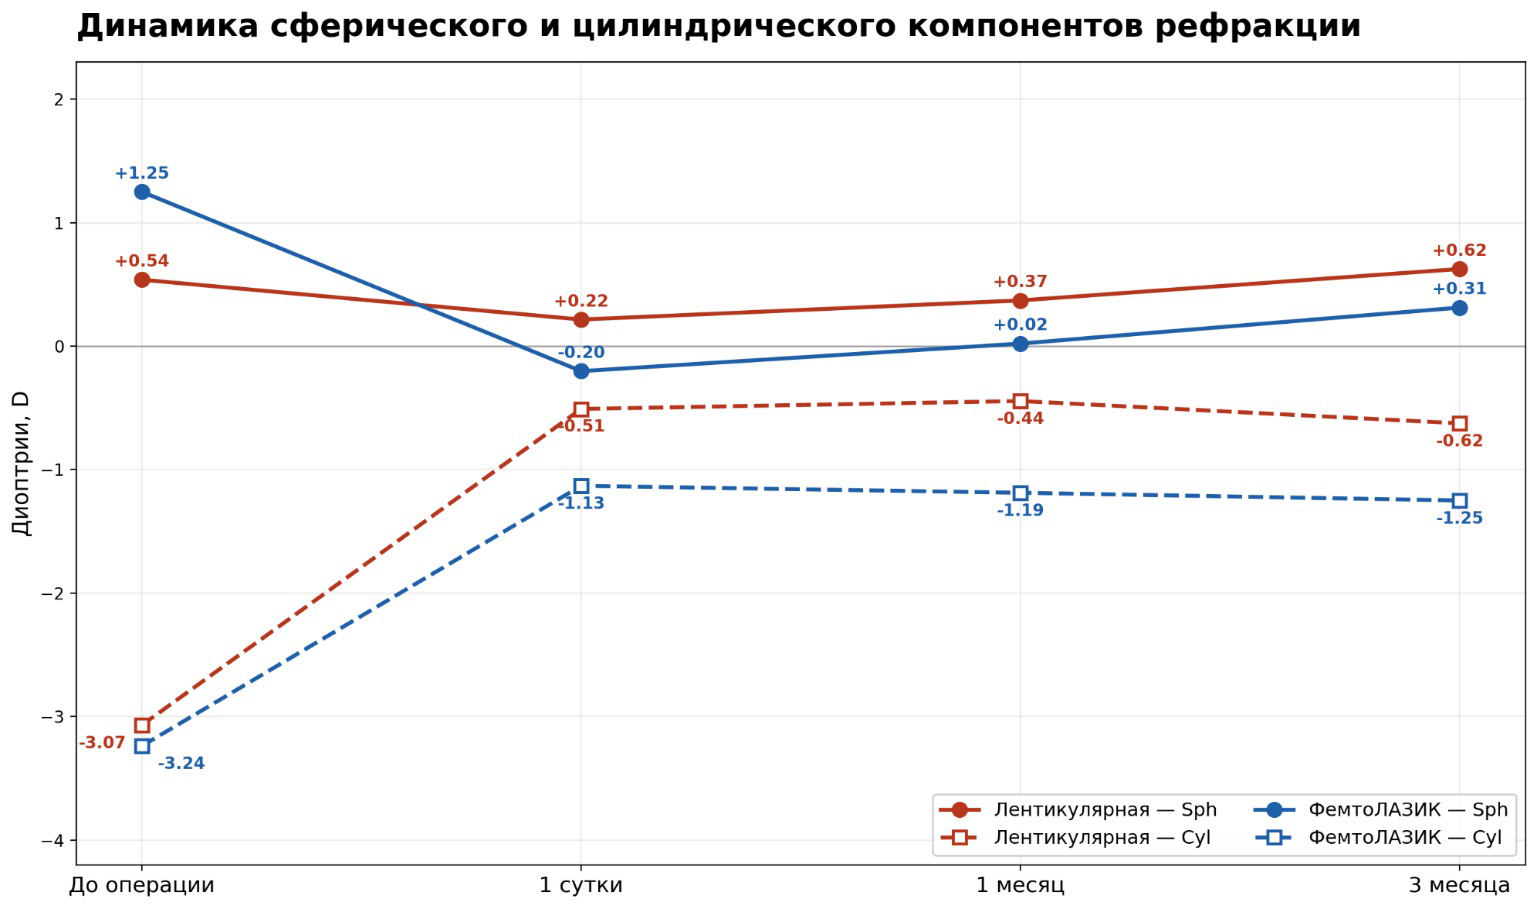 Динамика сферического и цилиндрического компонентов рефракции
Диоптрии, D
2
1
0
−1
−2
−3
−4
+1.25
+0.54
+0.22
-0.20
+0.37
+0.02
+0.62
+0.31
-0.51
-0.44
-0.62
-1.13
-1.19
-1.25
-3.07
-3.24
Лентикулярная — Sph
Лентикулярная — Cyl
ФемтоЛАЗИК — Sph
ФемтоЛАЗИК — Cyl
До операции
1 сутки
1 месяц
3 месяца